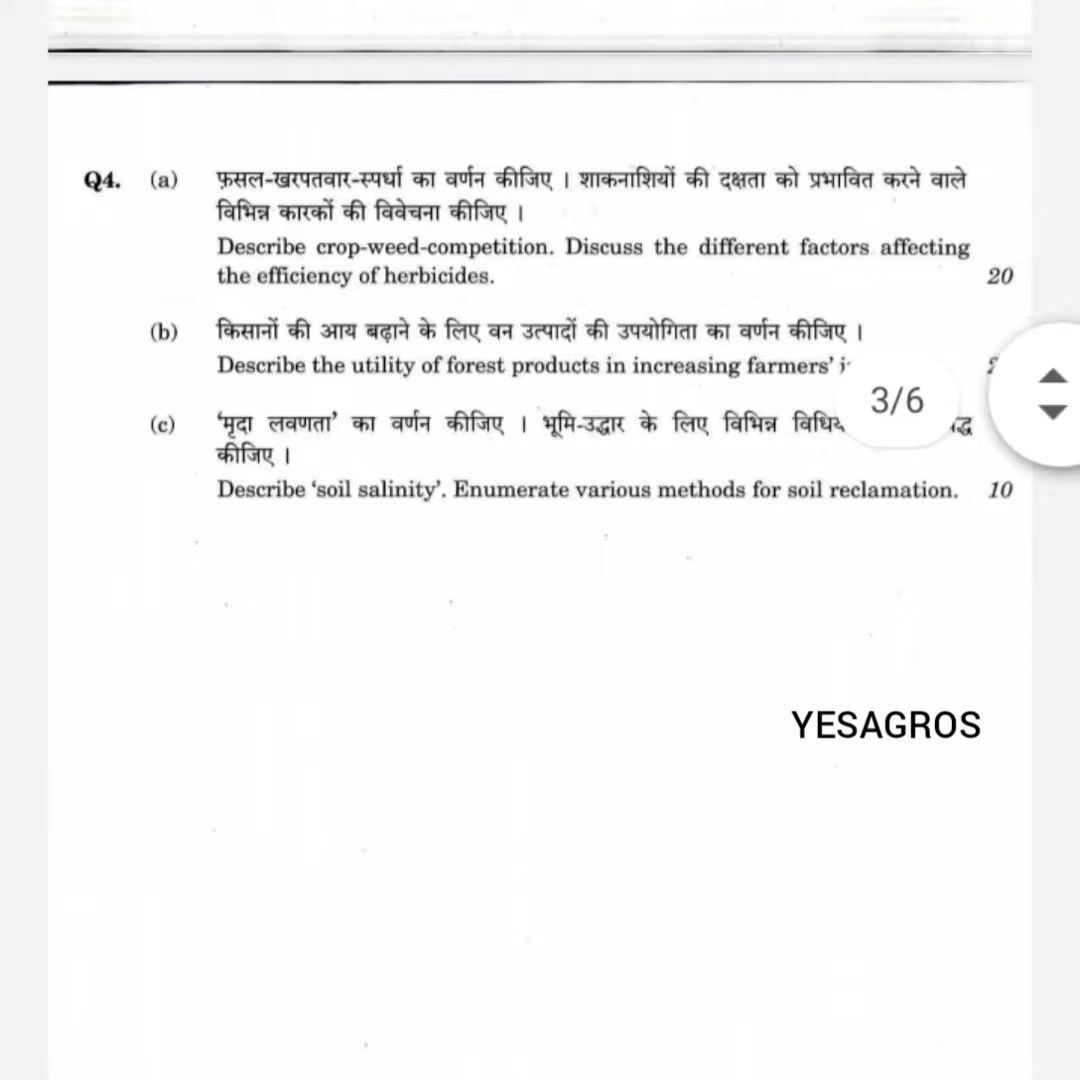 Q4. (a) फ़सल-खरपतवार-स्पर्धा का वर्णन कीजिए । शाकनाशियों की दक्षता को प्रभावित करने वाले
विभिन्न कारकों की विवेचना कीजिए ।
Describe crop-weed-competition. Discuss the different factors affecting
the efficiency of herbicides. 20
(b) किसानों की आय बढ़ाने के लिए वन उत्पादों की उपयोगिता का वर्णन कीजिए ।
Describe the utility of forest products in increasing farmers'
3/6
(c) 'मृदा लवणता' का वर्णन कीजिए । भूमि-उद्धार के लिए विभिन्न
कीजिए ।
Describe 'soil salinity'. Enumerate various methods for soil reclamation. 10
YESAGROS